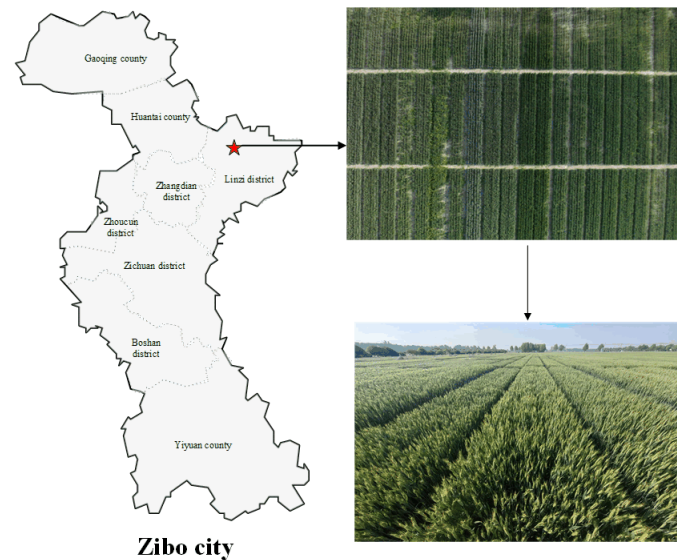 Gaoqing county
Huantai county
Linzi district
Zhangdian
district
Zhoucun
district
Zichuan district
Boshan
district
Yiyuan county
Zibo city